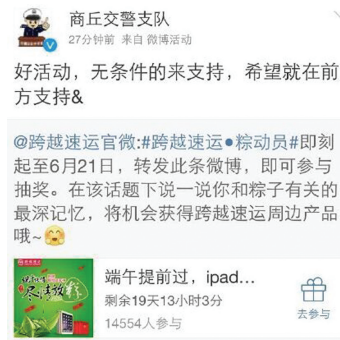 商丘交警支队
27分钟前 来自 微博活动
好活动，无条件的来支持，希望就在前
方支持&
@跨越速运官微:#跨越速运●粽动员#即刻
起至6月21日，转发此条微博，即可参与
抽奖。在该话题下说一说你和粽子有关的
最深记忆，将机会获得跨越速运周边产品
哦~
端午提前过，ipad...
剩余19天13小时3分
14554人参与
去参与